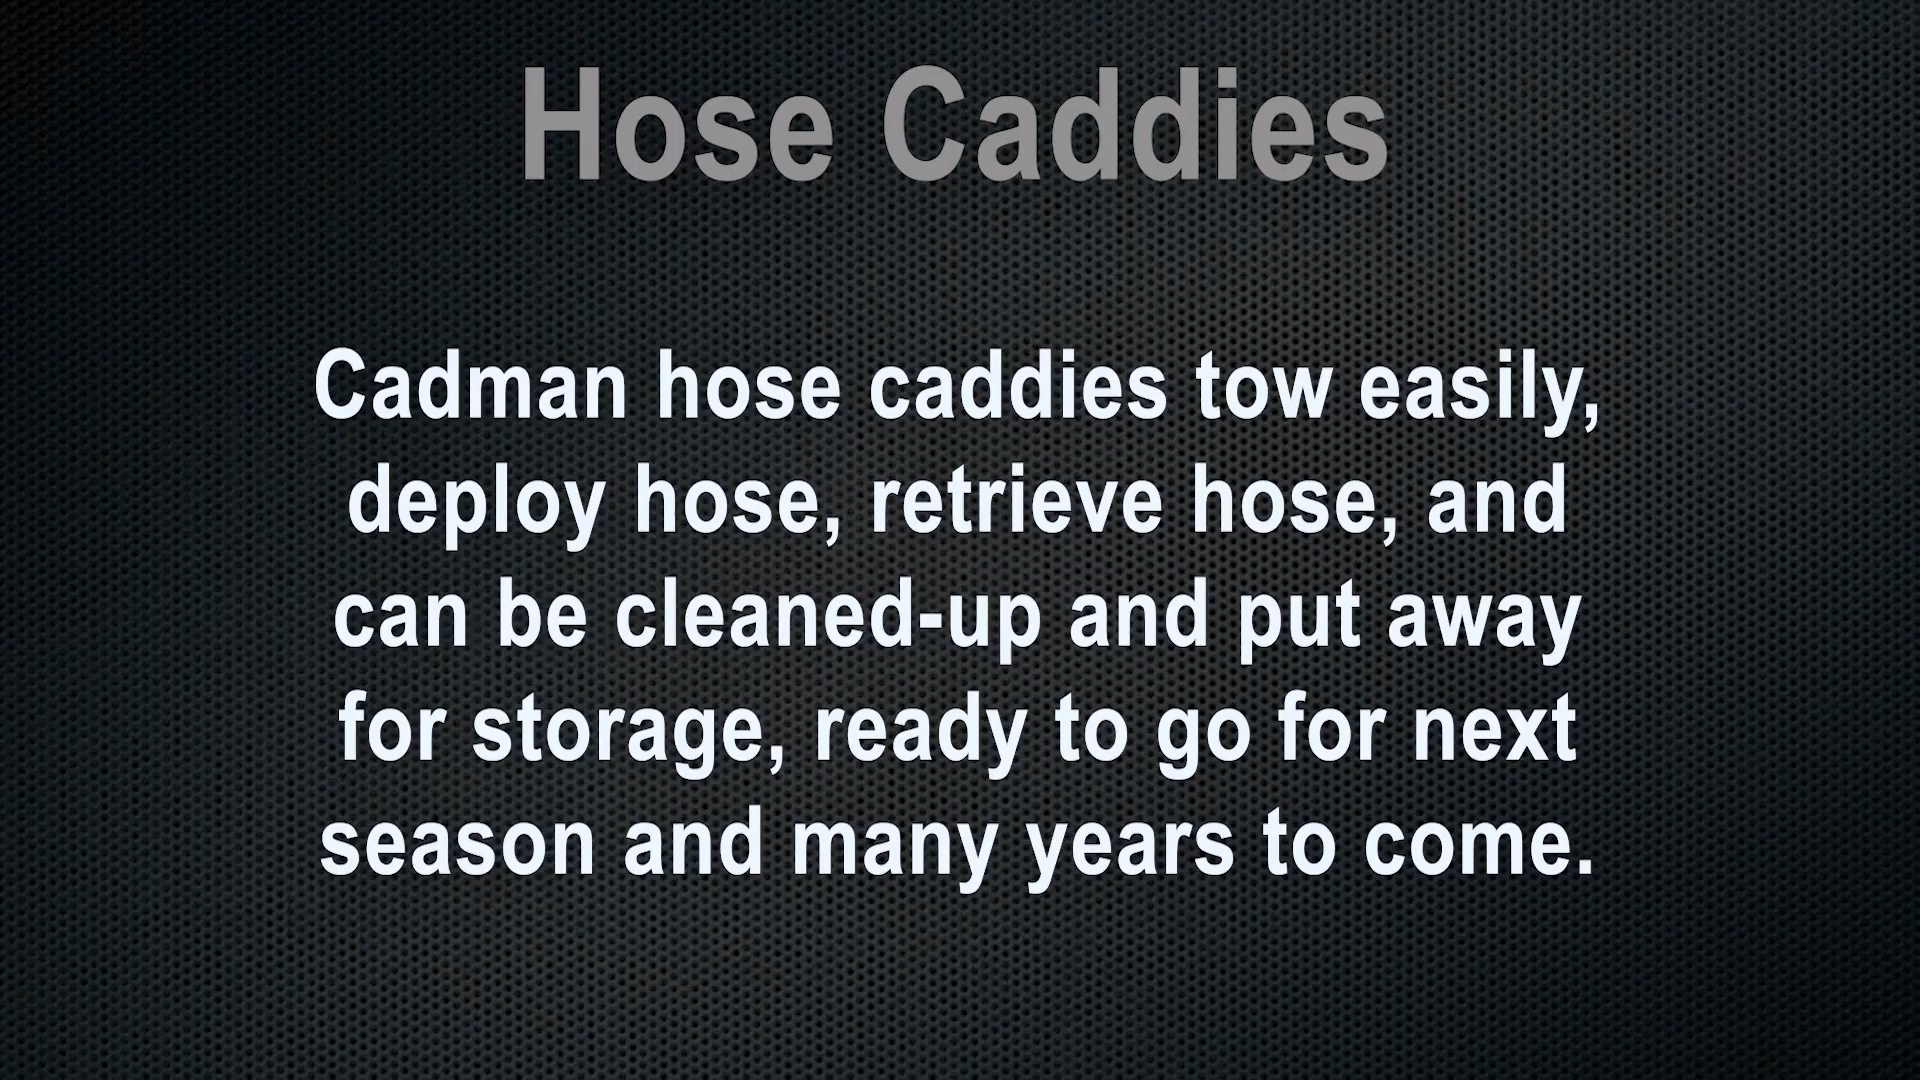 Hose Caddies
Cadman hose caddies tow easily,
deploy hose, retrieve hose, and
can be cleaned-up and put away
for storage, ready to go for next
season and many years to come.